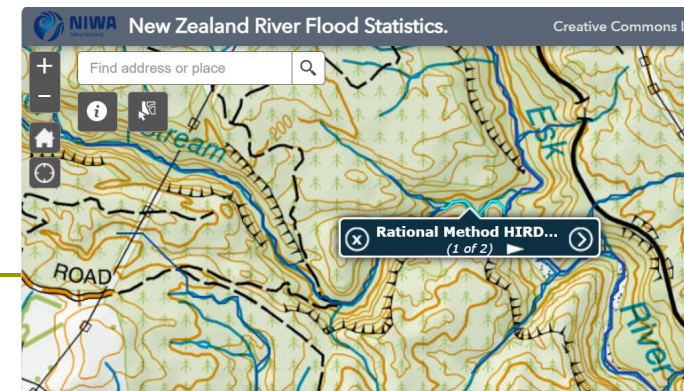 NIWA New Zealand River Flood Statistics.
Creative Commons L
Find address or place
Stream
200
Esk
Rational Method HIRD...
(1 of 2)
ROAD
River